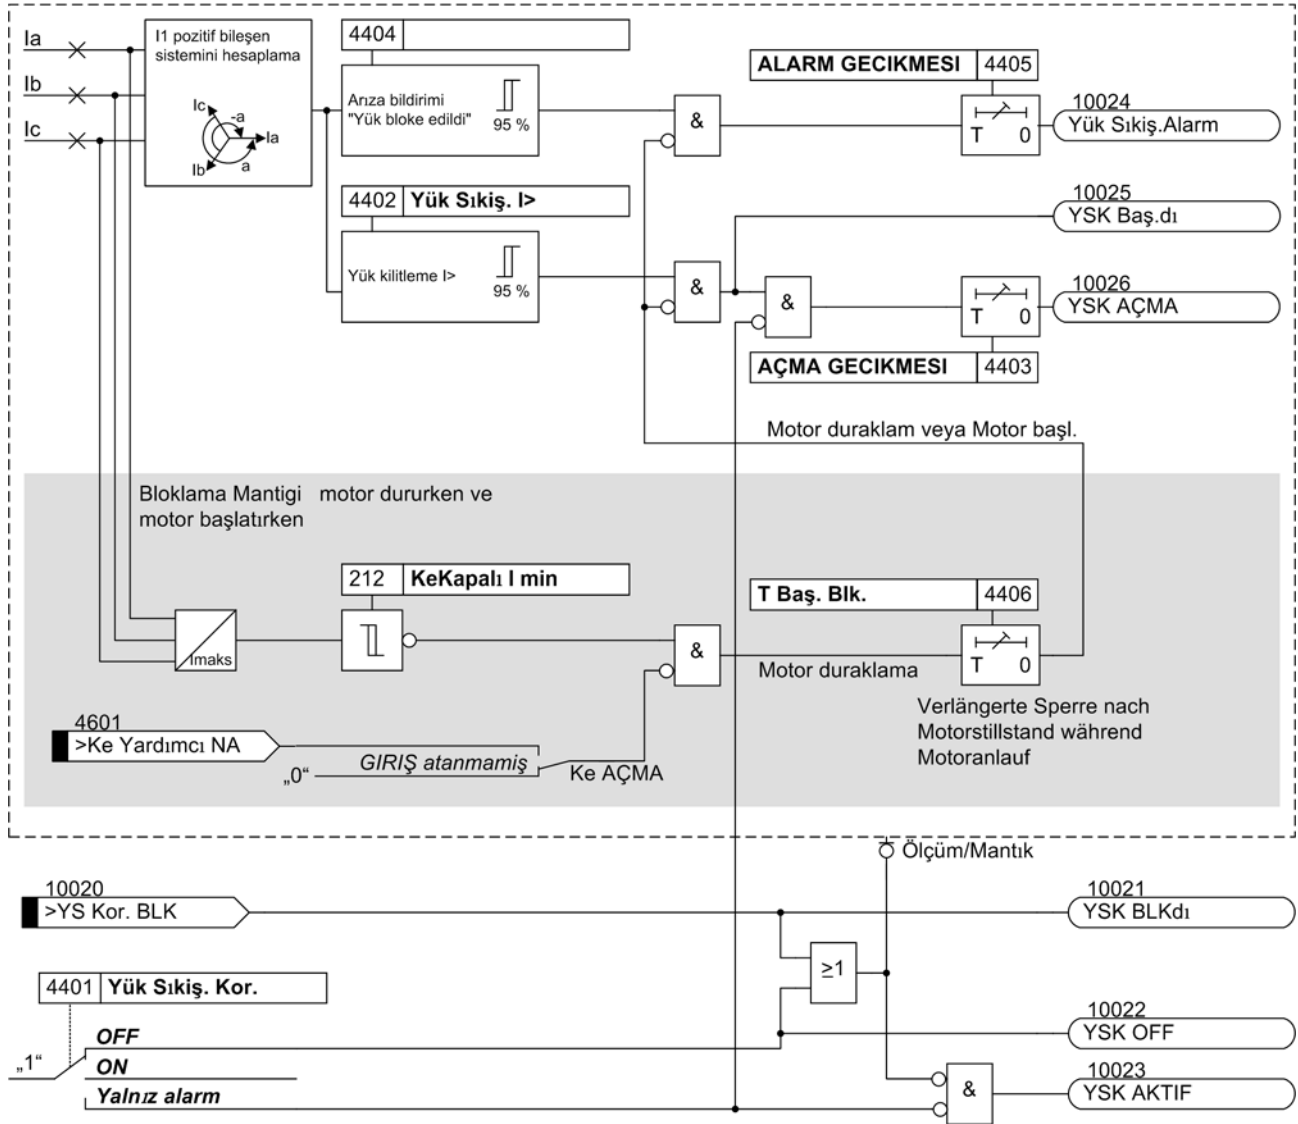 Ia
Ib
Ic
I1 pozitif bileşen
sistemini hesaplama
Ic
-a
Ia
Ib
a
4404
Arıza bildirimi
"Yük bloke edildi"
95 %
4402 Yük Sıkiş. I>
Yük kilitleme I>
95 %
&
&
&
ALARM GECIKMESI 4405
T 0
10024
Yük Sıkiş.Alarm
10025
YSK Baş.dı
10026
YSK AÇMA
T 0
AÇMA GECIKMESI 4403
Motor duraklam veya Motor başl.
Bloklama Mantigi motor dururken ve
motor başlatırken
212 KeKapalı I min
Imaks
&
T Baş. Blk. 4406
T 0
Motor duraklama
Verlängerte Sperre nach
Motorstillstand während
Motoranlauf
4601
>Ke Yardımcı NA
„0“
GIRIŞ atanmamiş
Ke AÇMA
Ölçüm/Mantık
10020
>YS Kor. BLK
10021
YSK BLKdı
≥1
4401 Yük Sıkiş. Kor.
„1“
OFF
ON
Yalnız alarm
10022
YSK OFF
&
10023
YSK AKTIF